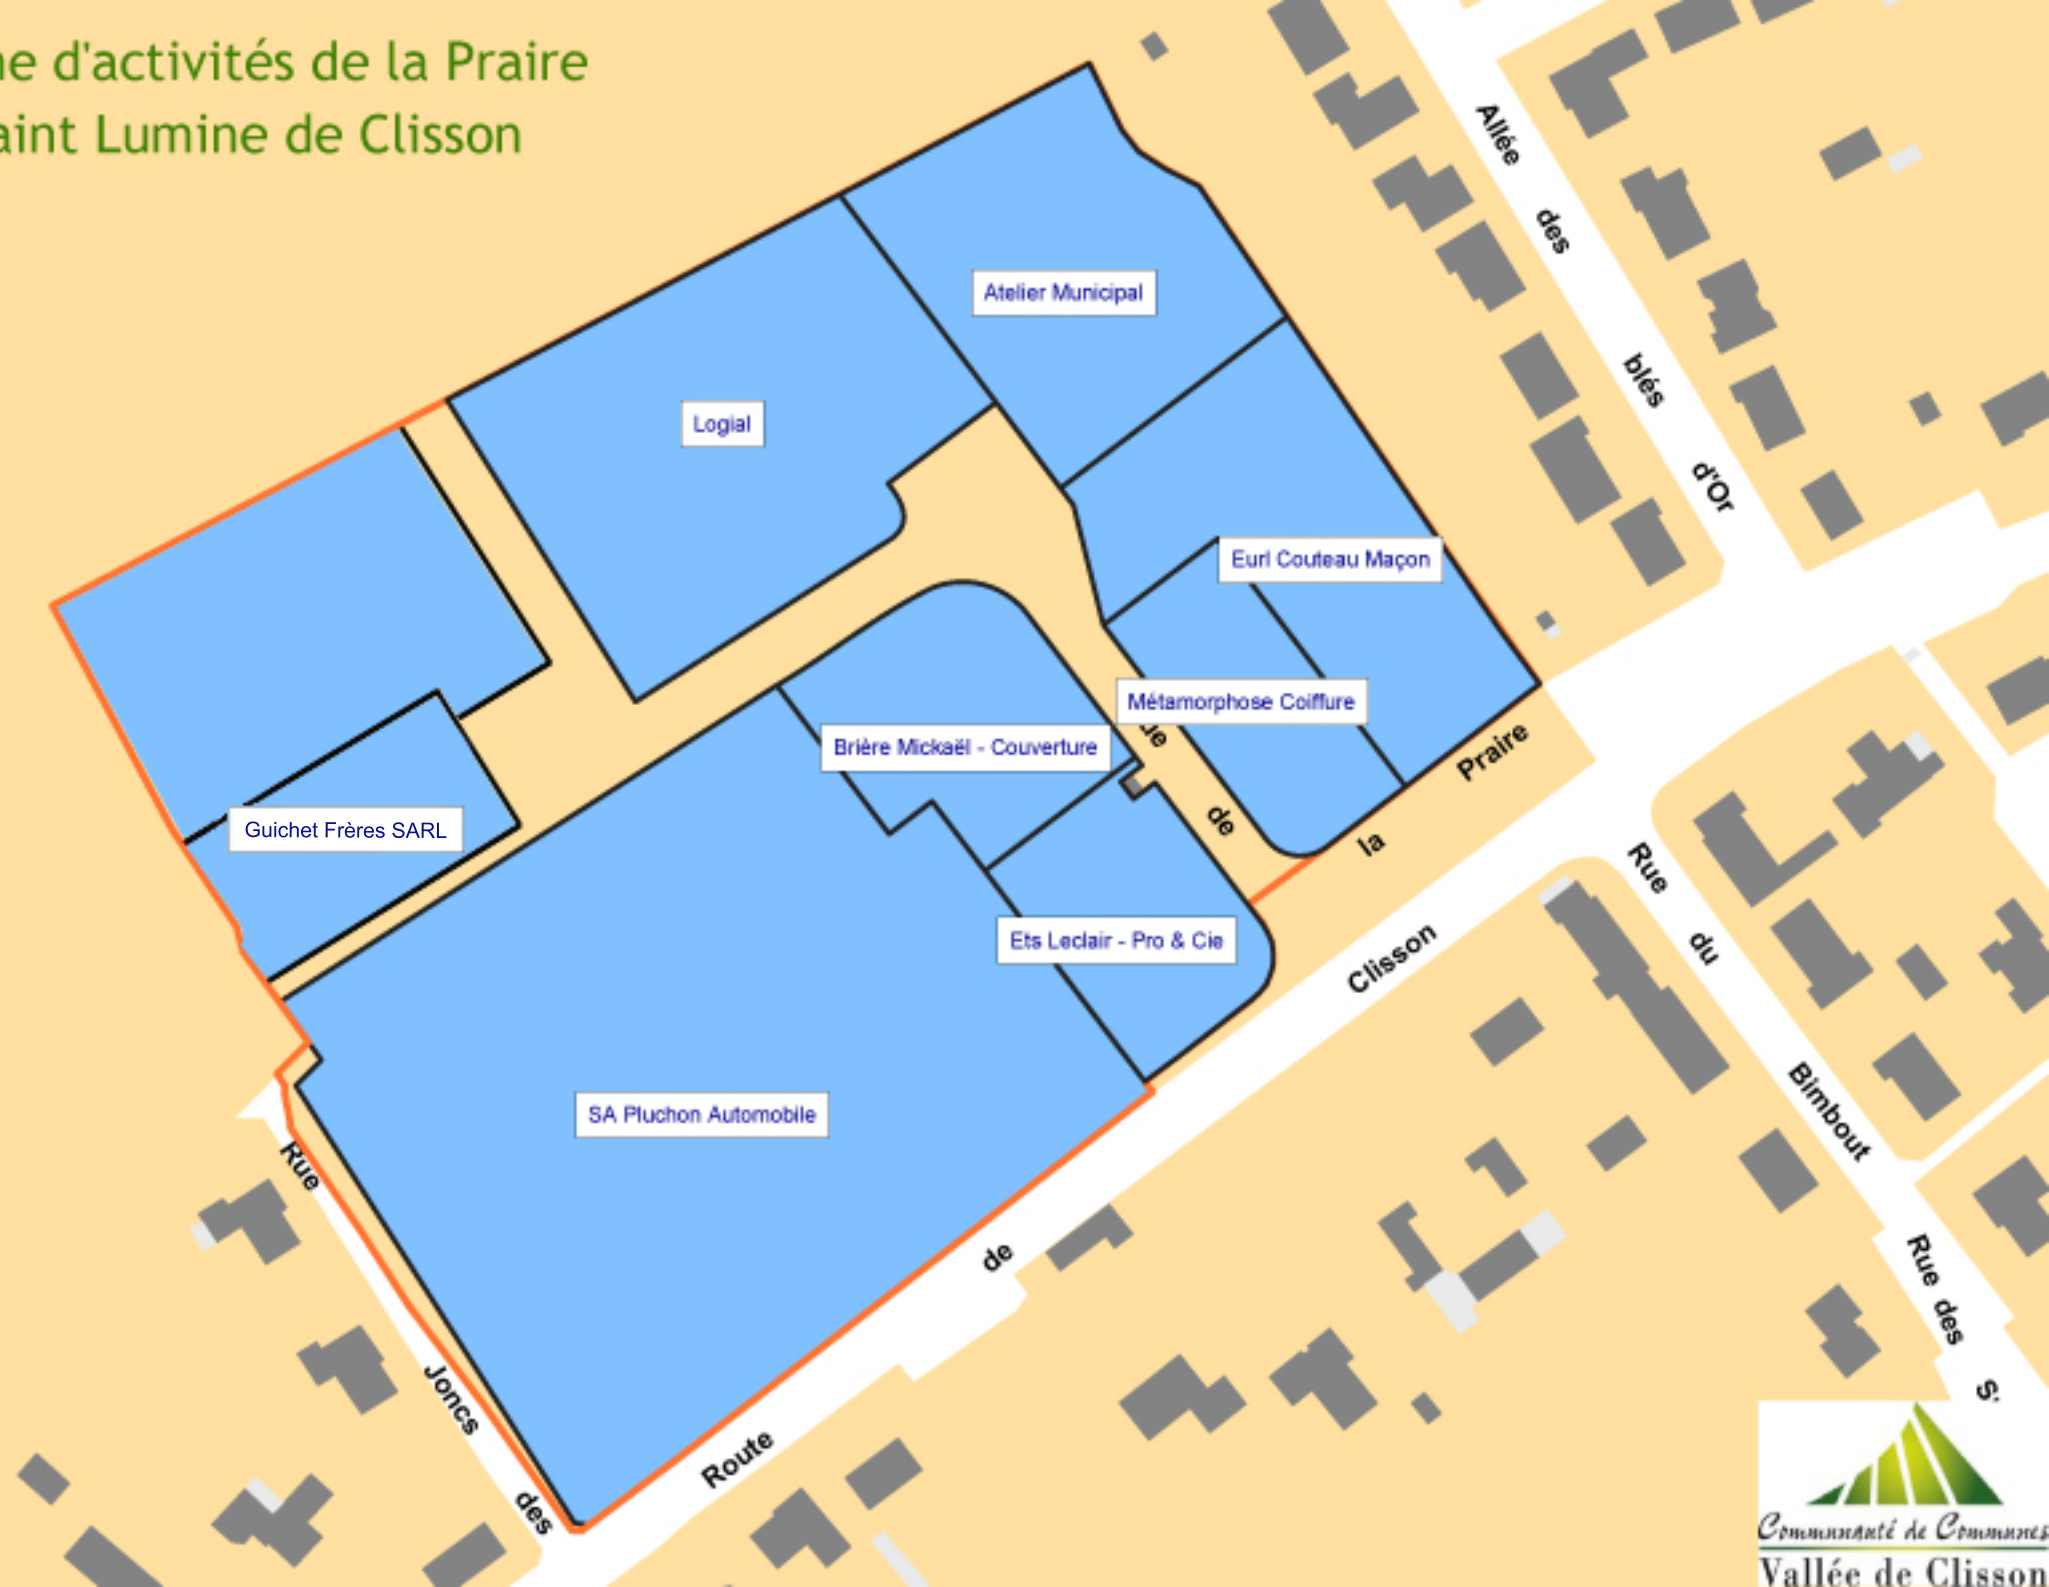 ne d'activités de la Praire
aint Lumine de Clisson
Allée des blés d'Or
Atelier Municipal
Logial
Eurl Couteau Maçon
Métamorphose Coiffure
Brière Mickaël - Couverture
Guichet Frères SARL
de la Praire
Ets Leclair - Pro & Cie
SA Pluchon Automobile
Route de Clisson
Rue du Bimbout
Rue des Joncs
Rue des S'
Communauté de Communes
Vallée de Clisson